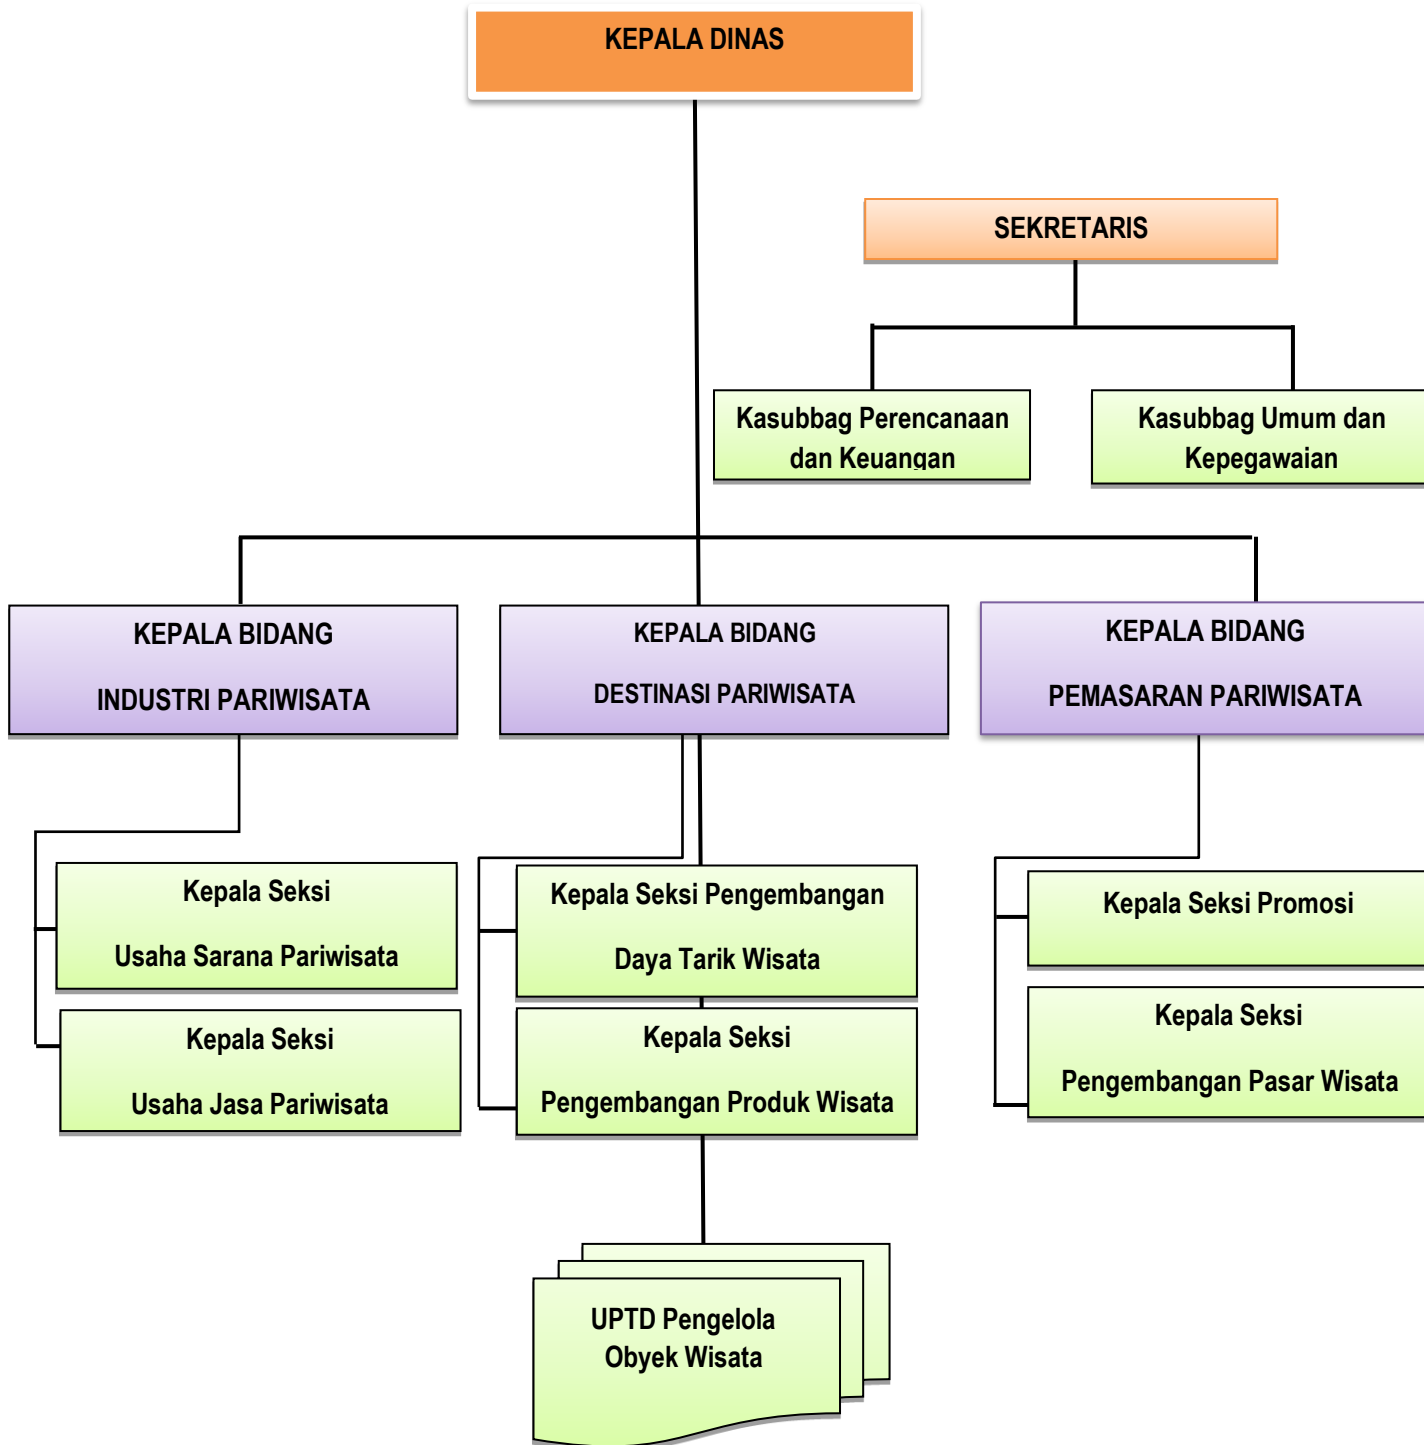 KEPALA DINAS
SEKRETARIS
Kasubbag Perencanaan
dan Keuangan
Kasubbag Umum dan
Kepegawaian
KEPALA BIDANG
INDUSTRI PARIWISATA
KEPALA BIDANG
DESTINASI PARIWISATA
KEPALA BIDANG
PEMASARAN PARIWISATA
Kepala Seksi
Usaha Sarana Pariwisata
Kepala Seksi
Usaha Jasa Pariwisata
Kepala Seksi Pengembangan
Daya Tarik Wisata
Kepala Seksi
Pengembangan Produk Wisata
Kepala Seksi Promosi
Kepala Seksi
Pengembangan Pasar Wisata
UPTD Pengelola
Obyek Wisata